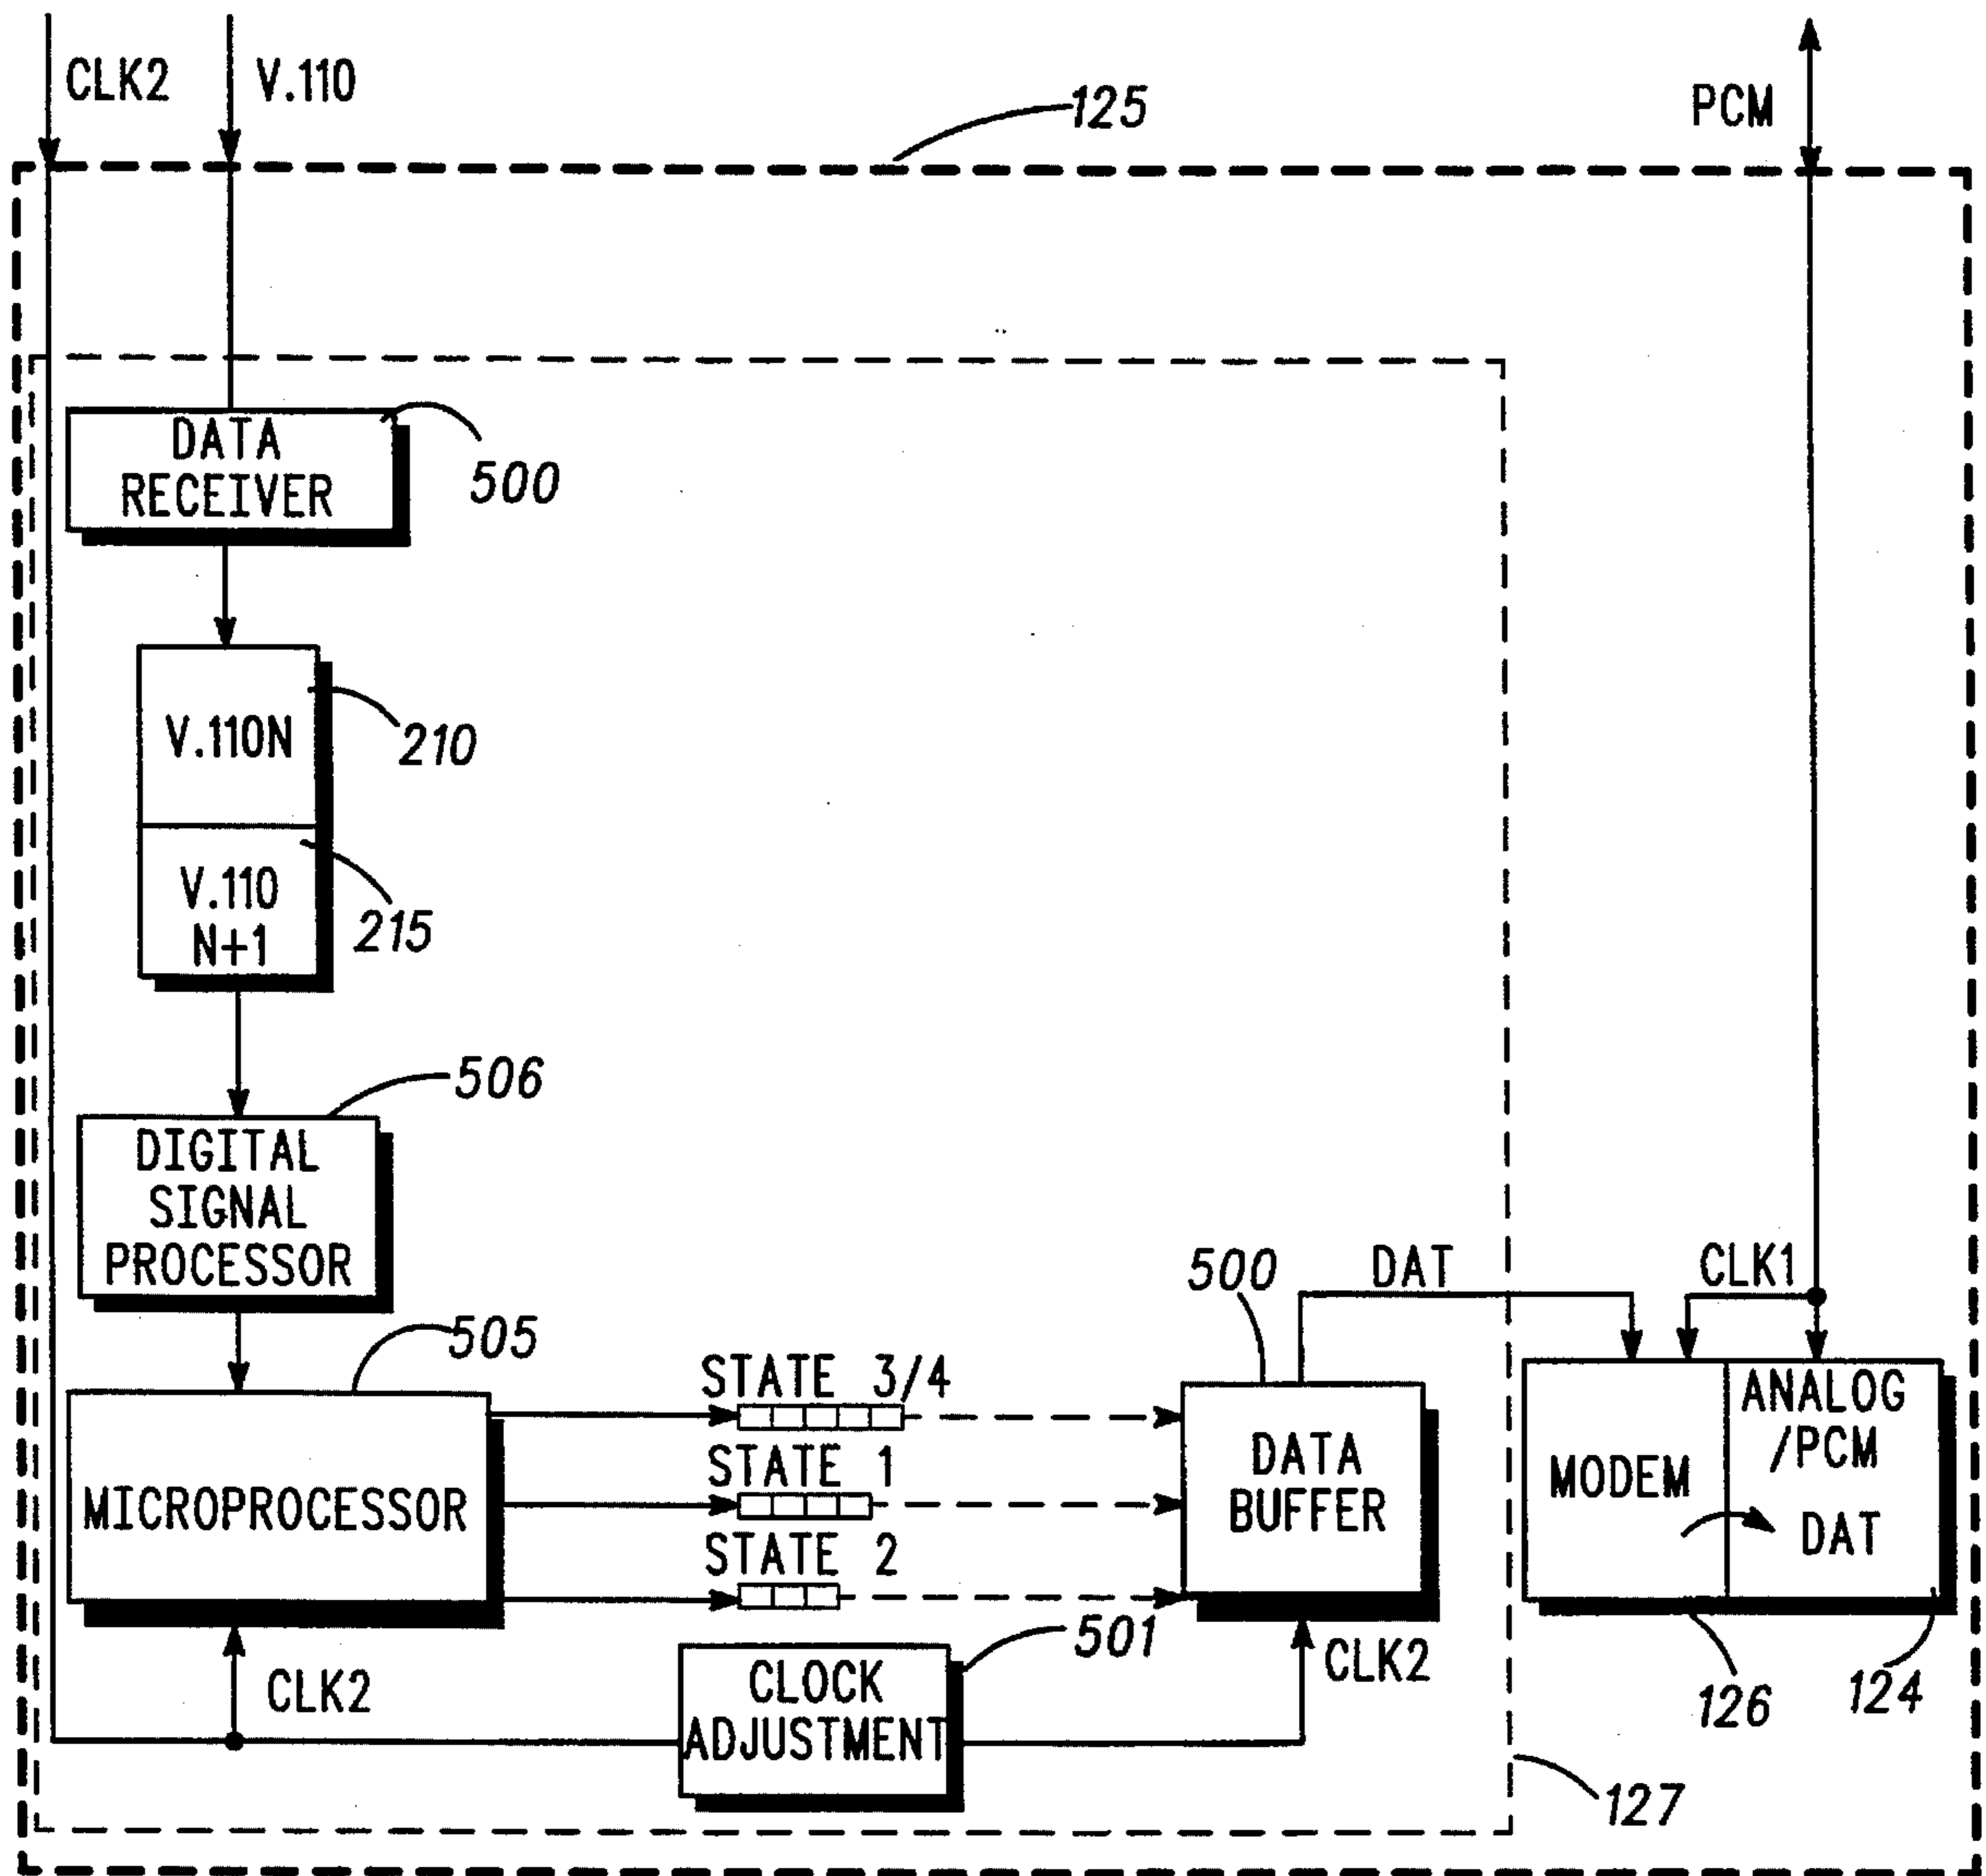 CLK2
V.110
125
PCM
DATA
RECEIVER
500
V.110N
210
V.110
N+1
215
506
DIGITAL
SIGNAL
PROCESSOR
505
MICROPROCESSOR
STATE 3/4
STATE 1
STATE 2
500
DAT
CLK1
DATA
BUFFER
MODEM
ANALOG
/PCM
DAT
CLK2
CLOCK
ADJUSTMENT
501
CLK2
126
124
127